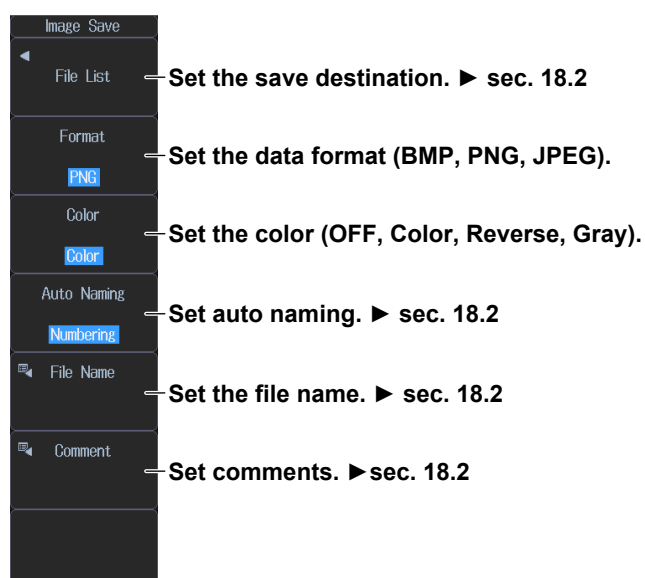 Image Save
File List
Set the save destination. ► sec. 18.2
Format
PNG
Set the data format (BMP, PNG, JPEG).
Color
Color
Set the color (OFF, Color, Reverse, Gray).
Auto Naming
Numbering
Set auto naming. ► sec. 18.2
File Name
Set the file name. ► sec. 18.2
Comment
Set comments. ►sec. 18.2